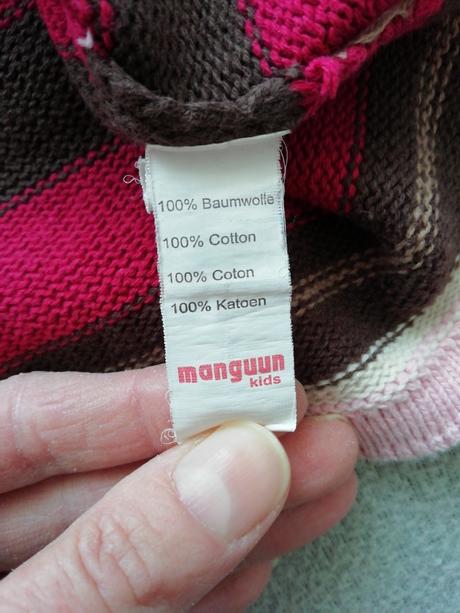 100% Baumwolle
100% Cotton
100% Coton
100% Katoen
manguun
kids